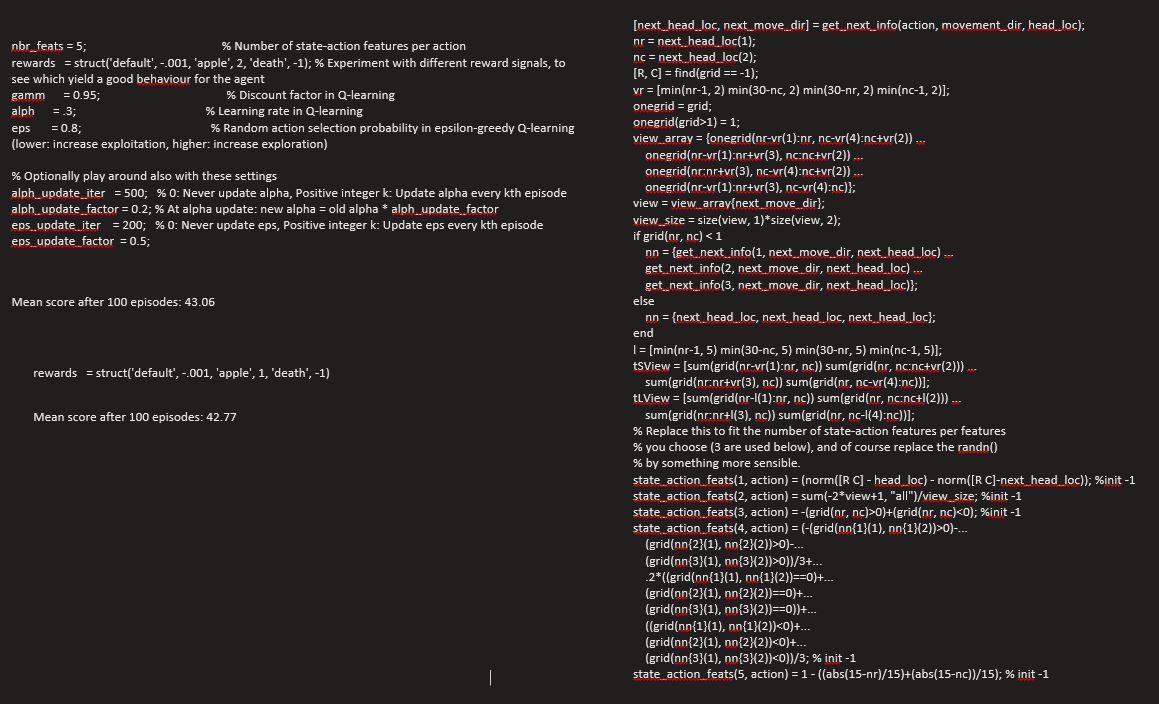 nbr_feats = 5; % Number of state-action features per action
rewards = struct('default', -.001, 'apple', 2, 'death', -1); % Experiment with different reward signals, to
see which yield a good behaviour for the agent
gamm = 0.95; % Discount factor in Q-learning
alph = .3; % Learning rate in Q-learning
eps = 0.8; % Random action selection probability in epsilon-greedy Q-learning
(lower: increase exploitation, higher: increase exploration)
% Optionally play around also with these settings
alph_update_iter = 500; % 0: Never update alpha, Positive integer k: Update alpha every kth episode
alph_update_factor = 0.2; % At alpha update: new alpha = old alpha * alph_update_factor
eps_update_iter = 200; % 0: Never update eps, Positive integer k: Update eps every kth episode
eps_update_factor = 0.5;
Mean score after 100 episodes: 43.06
rewards = struct('default', -.001, 'apple', 1, 'death', -1)
Mean score after 100 episodes: 42.77
[next_head_loc, next_move_dir] = get_next_info(action, movement_dir, head_loc);
nr = next_head_loc(1);
nc = next_head_loc(2);
[R, C] = find(grid == -1);
vr = [min(nr-1, 2) min(30-nc, 2) min(30-nr, 2) min(nc-1, 2)];
onegrid = grid;
onegrid(grid>1) = 1;
view_array = {onegrid(nr-vr(1):nr, nc-vr(4):nc+vr(2)) ...
onegrid(nr-vr(1):nr+vr(3), nc:nc+vr(2)) ...
onegrid(nr:nr+vr(3), nc-vr(4):nc+vr(2)) ...
onegrid(nr-vr(1):nr+vr(3), nc-vr(4):nc)};
view = view_array{next_move_dir};
view_size = size(view, 1)*size(view, 2);
if grid(nr, nc) < 1
nn = {get_next_info(1, next_move_dir, next_head_loc) ...
get_next_info(2, next_move_dir, next_head_loc) ...
get_next_info(3, next_move_dir, next_head_loc)};
else
nn = {next_head_loc, next_head_loc, next_head_loc};
end
l = [min(nr-1, 5) min(30-nc, 5) min(30-nr, 5) min(nc-1, 5)];
tSView = [sum(grid(nr-vr(1):nr, nc)) sum(grid(nr, nc:nc+vr(2))) ...
sum(grid(nr:nr+vr(3), nc)) sum(grid(nr, nc-vr(4):nc))];
tLView = [sum(grid(nr-l(1):nr, nc)) sum(grid(nr, nc:nc+l(2))) ...
sum(grid(nr:nr+l(3), nc)) sum(grid(nr, nc-l(4):nc))];
% Replace this to fit the number of state-action features per features
% you choose (3 are used below), and of course replace the randn()
% by something more sensible.
state_action_feats(1, action) = (norm([R C] - head_loc) - norm([R C]-next_head_loc)); %init -1
state_action_feats(2, action) = sum(-2*view+1, "all")/view_size; %init -1
state_action_feats(3, action) = -(grid(nr, nc)>0)+(grid(nr, nc)<0); %init -1
state_action_feats(4, action) = (-(grid(nn{1}(1), nn{1}(2))>0)-...
(grid(nn{2}(1), nn{2}(2))>0)-...
(grid(nn{3}(1), nn{3}(2))>0))/3+...
.2*((grid(nn{1}(1), nn{1}(2))==0)+...
(grid(nn{2}(1), nn{2}(2))==0)+...
(grid(nn{3}(1), nn{3}(2))==0))+...
((grid(nn{1}(1), nn{1}(2))<0)+...
(grid(nn{2}(1), nn{2}(2))<0)+...
(grid(nn{3}(1), nn{3}(2))<0))/3; % init -1
state_action_feats(5, action) = 1 - ((abs(15-nr)/15)+(abs(15-nc))/15); % init -1